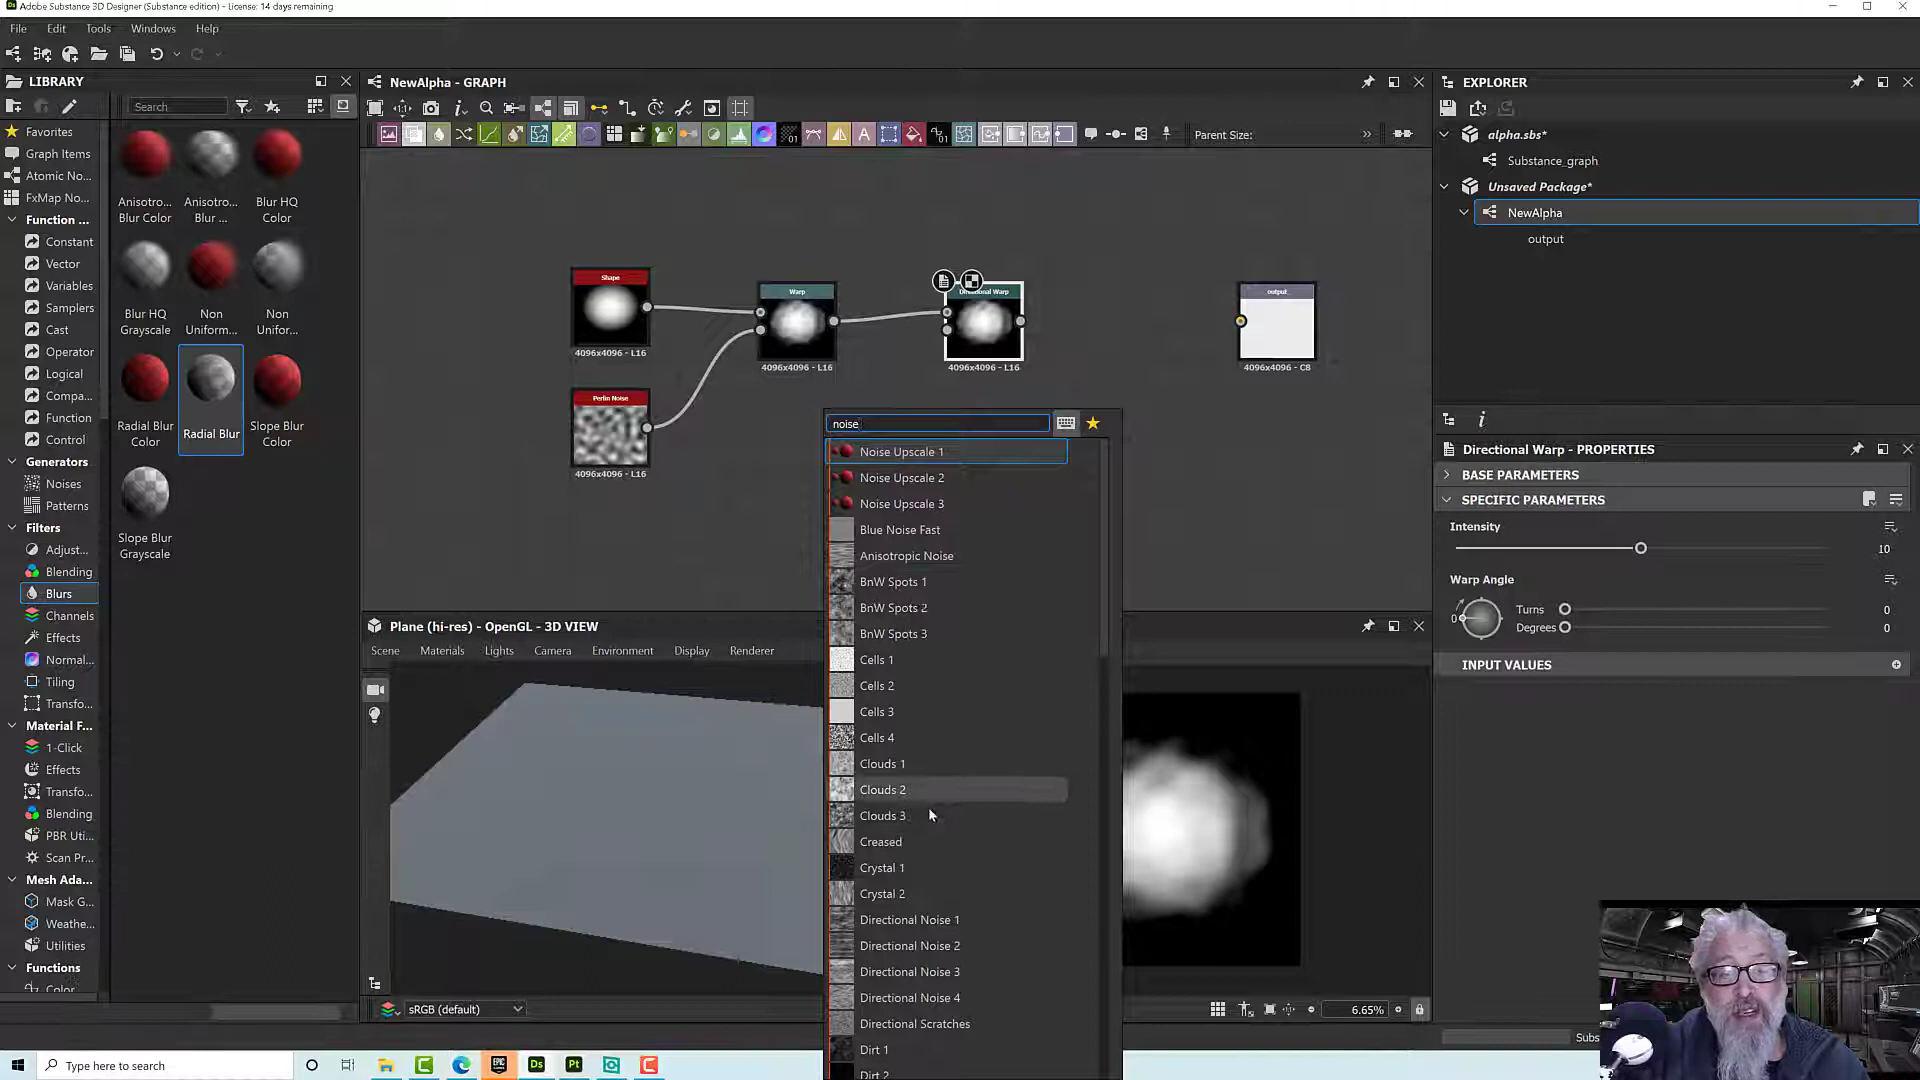 Adobe Substance 3D Designer (Substance edition) - License: 14 days remaining
File Edit Tools Windows Help
LIBRARY
Search
Favorites
Graph Items
Atomic No...
FxMap No...
Function ...
Constant
Vector
Variables
Samplers
Cast
Operator
Logical
Compa...
Function
Control
Generators
Noises
Patterns
Filters
Adjust...
Blending
Blurs
Channels
Effects
Normal...
Tiling
Transfo...
Material F...
1-Click
Effects
Transfo...
Blending
PBR Uti...
Scan Pr...
Mesh Ada...
Mask G...
Weathe...
Utilities
Functions
Color
Anisotro... Blur Color
Anisotro... Blur ...
Blur HQ Color
Blur HQ Grayscale
Non Uniform...
Non Unifor...
Radial Blur Color
Radial Blur
Slope Blur Color
Slope Blur Grayscale
NewAlpha - GRAPH
Parent Size:
Shape
4096x4096 - L16
Perlin Noise
4096x4096 - L16
Warp
4096x4096 - L16
Directional Warp
4096x4096 - L16
output
4096x4096 - C8
noise
Noise Upscale 1
Noise Upscale 2
Noise Upscale 3
Blue Noise Fast
Anisotropic Noise
BnW Spots 1
BnW Spots 2
BnW Spots 3
Cells 1
Cells 2
Cells 3
Cells 4
Clouds 1
Clouds 2
Clouds 3
Creased
Crystal 1
Crystal 2
Directional Noise 1
Directional Noise 2
Directional Noise 3
Directional Noise 4
Directional Scratches
Dirt 1
Dirt 2
Plane (hi-res) - OpenGL - 3D VIEW
Scene Materials Lights Camera Environment Display Renderer
sRGB (default)
6.65%
EXPLORER
alpha.sbs*
Substance_graph
Unsaved Package*
NewAlpha
output
Directional Warp - PROPERTIES
BASE PARAMETERS
SPECIFIC PARAMETERS
Intensity
10
Warp Angle
0
Turns 0
Degrees 0
INPUT VALUES
Subs
Type here to search
Ds
Pt